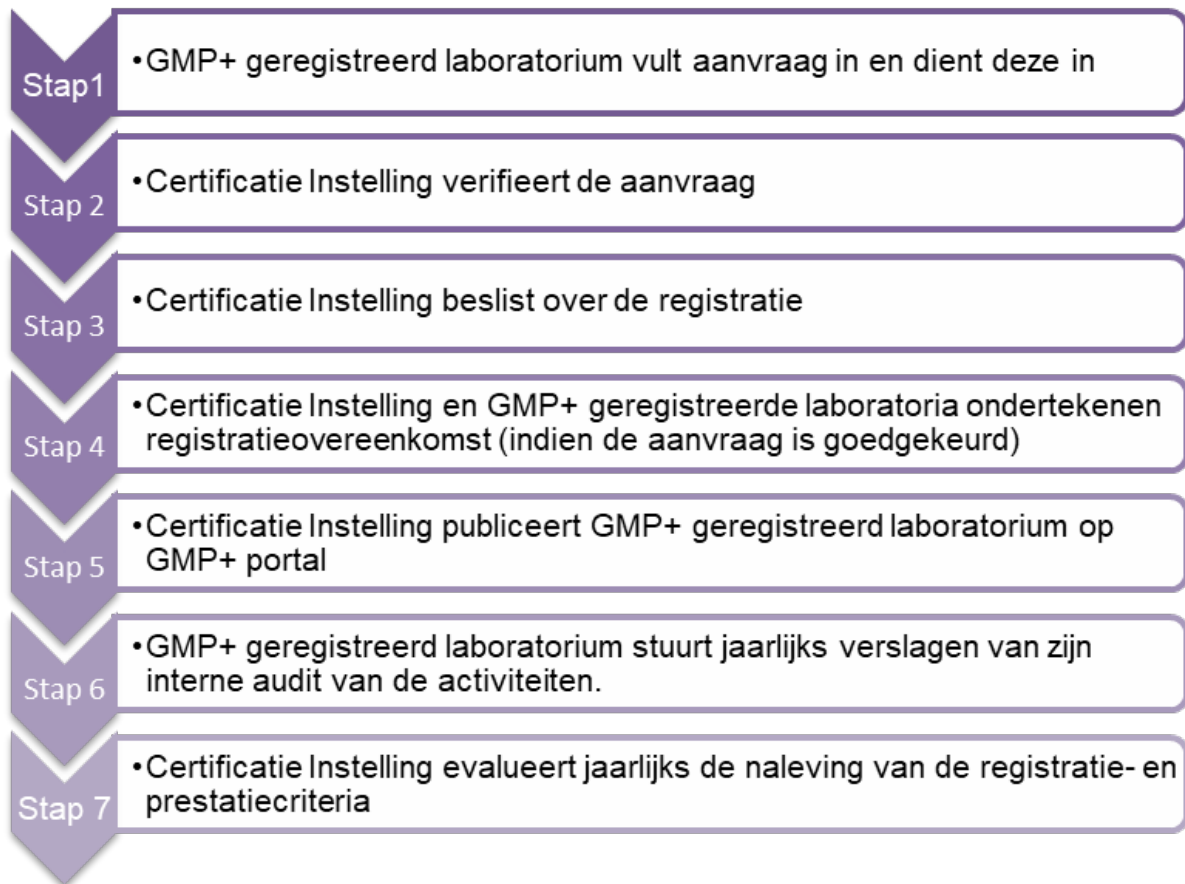 Stap1
•GMP+ geregistreerd laboratorium vult aanvraag in en dient deze in
Stap 2
•Certificatie Instelling verifieert de aanvraag
Stap 3
•Certificatie Instelling beslist over de registratie
Stap 4
•Certificatie Instelling en GMP+ geregistreerde laboratoria ondertekenen
registratieovereenkomst (indien de aanvraag is goedgekeurd)
Stap 5
•Certificatie Instelling publiceert GMP+ geregistreerd laboratorium op
GMP+ portal
Stap 6
•GMP+ geregistreerd laboratorium stuurt jaarlijks verslagen van zijn
interne audit van de activiteiten.
Stap 7
•Certificatie Instelling evalueert jaarlijks de naleving van de registratie- en
prestatiecriteria